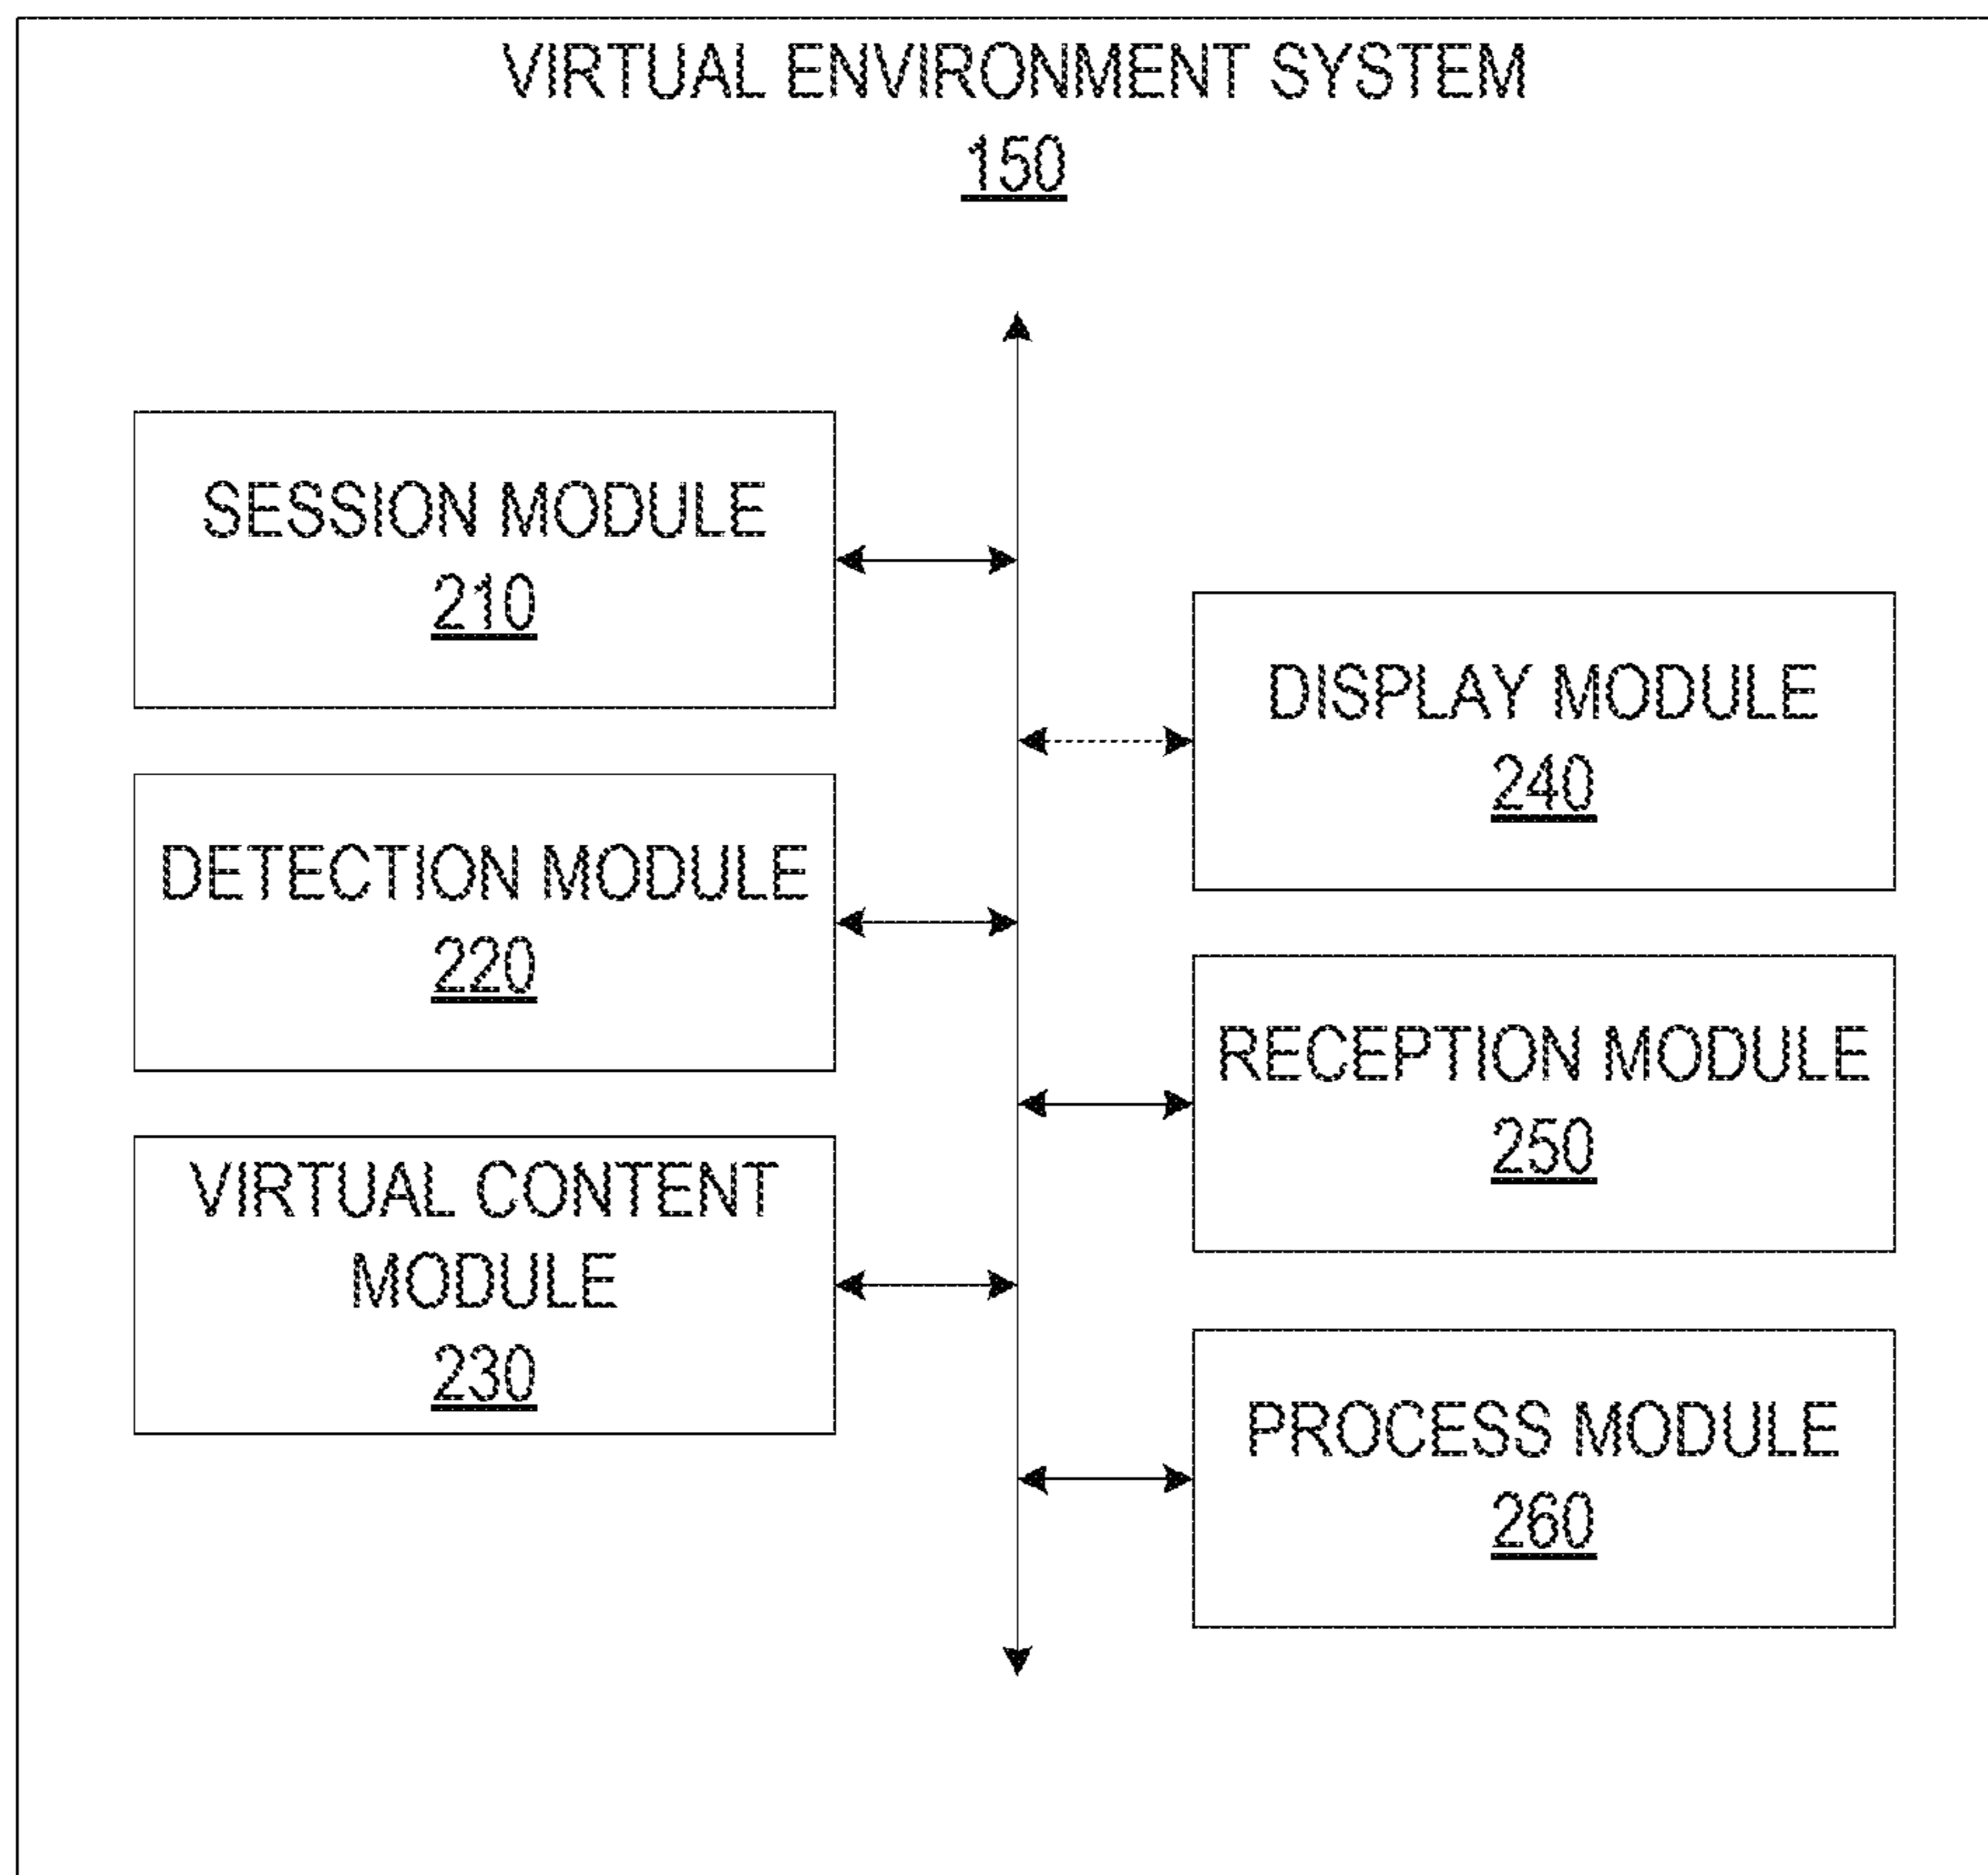 VIRTUAL ENVIRONMENT SYSTEM
150
SESSION MODULE
210
DETECTION MODULE
220
VIRTUAL CONTENT
MODULE
230
DISPLAY MODULE
240
RECEPTION MODULE
250
PROCESS MODULE
260